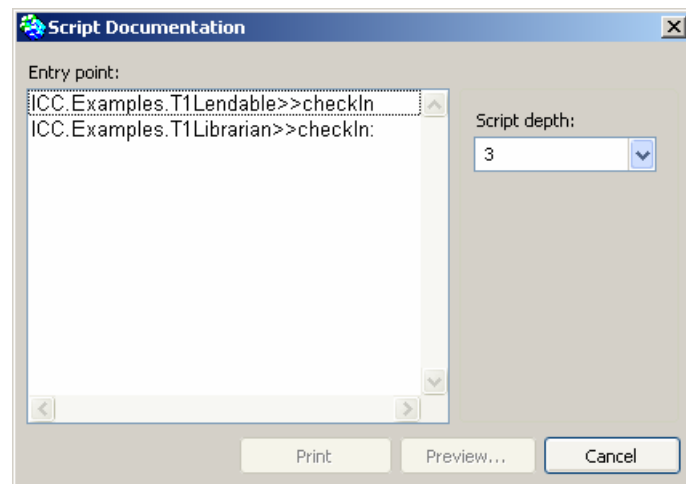 Script Documentation
Entry point:
ICC.Examples.T1Lendable>>checkIn
ICC.Examples.T1Librarian>>checkIn:
Script depth:
3
Print
Preview...
Cancel